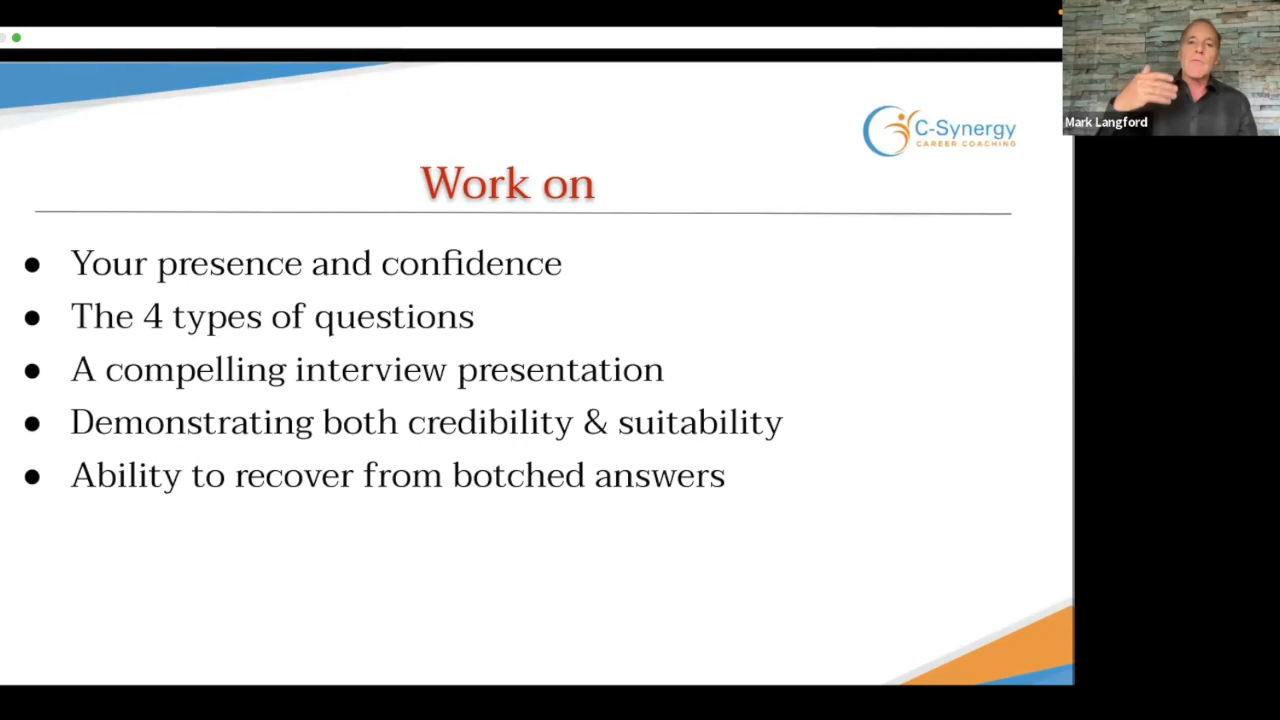 C-Synergy
CAREER COACHING
Mark Langford
Work on
● Your presence and confidence
● The 4 types of questions
● A compelling interview presentation
● Demonstrating both credibility & suitability
● Ability to recover from botched answers